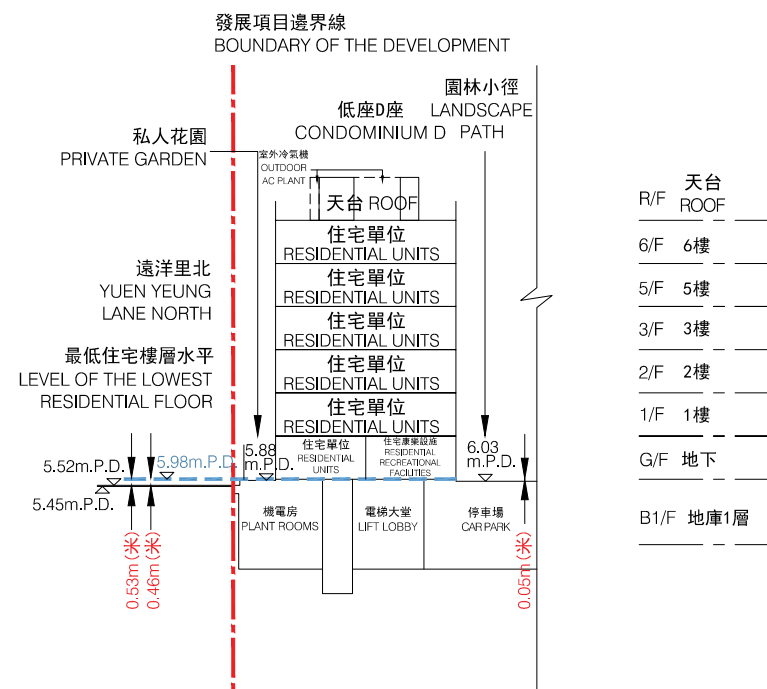 發展項目邊界線
BOUNDARY OF THE DEVELOPMENT
園林小徑
LANDSCAPE
PATH
低座D座
CONDOMINIUM D
私人花園
PRIVATE GARDEN
室外冷氣機
OUTDOOR
AC PLANT
天台 ROOF
住宅單位
RESIDENTIAL UNITS
住宅單位
RESIDENTIAL UNITS
住宅單位
RESIDENTIAL UNITS
住宅單位
RESIDENTIAL UNITS
住宅單位
RESIDENTIAL UNITS
遠洋里北
YUEN YEUNG
LANE NORTH
最低住宅樓層水平
LEVEL OF THE LOWEST
RESIDENTIAL FLOOR
住宅單位
RESIDENTIAL
UNITS
住宅康樂設施
RESIDENTIAL
RECREATIONAL
FACILITIES
5.52m.P.D.
5.98m.P.D.
5.88
m.P.D.
6.03
m.P.D.
5.45m.P.D.
機電房
PLANT ROOMS
電梯大堂
LIFT LOBBY
停車場
CAR PARK
0.53m (米)
0.46m (米)
0.05m (米)
R/F 天台
ROOF
6/F 6樓
5/F 5樓
3/F 3樓
2/F 2樓
1/F 1樓
G/F 地下
B1/F 地庫1層